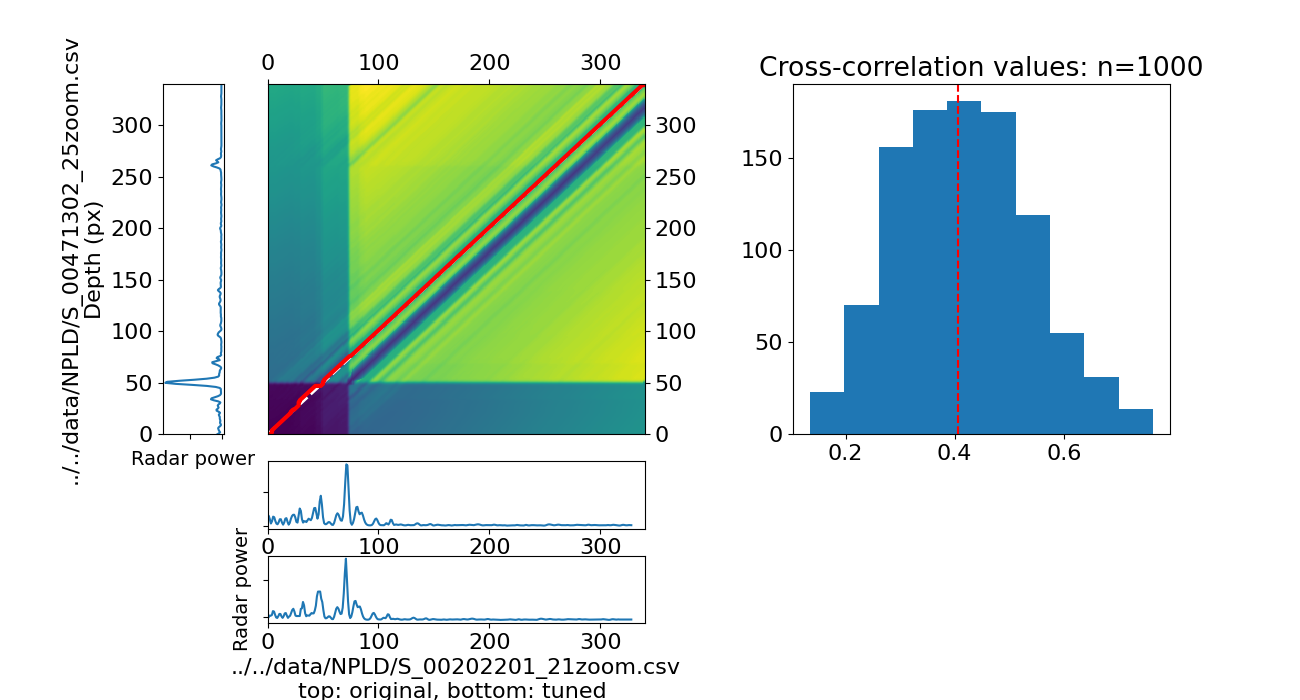 0 100 200 300
Cross-correlation values: n=1000
../../data/NPLD/S_00471302_25zoom.csv
Depth (px)
300
250
200
150
100
50
0
300
250
200
150
100
50
0
150
100
50
0
0.2 0.4 0.6
Radar power
0 100 200 300
Radar power
0 100 200 300
../../data/NPLD/S_00202201_21zoom.csv
top: original, bottom: tuned